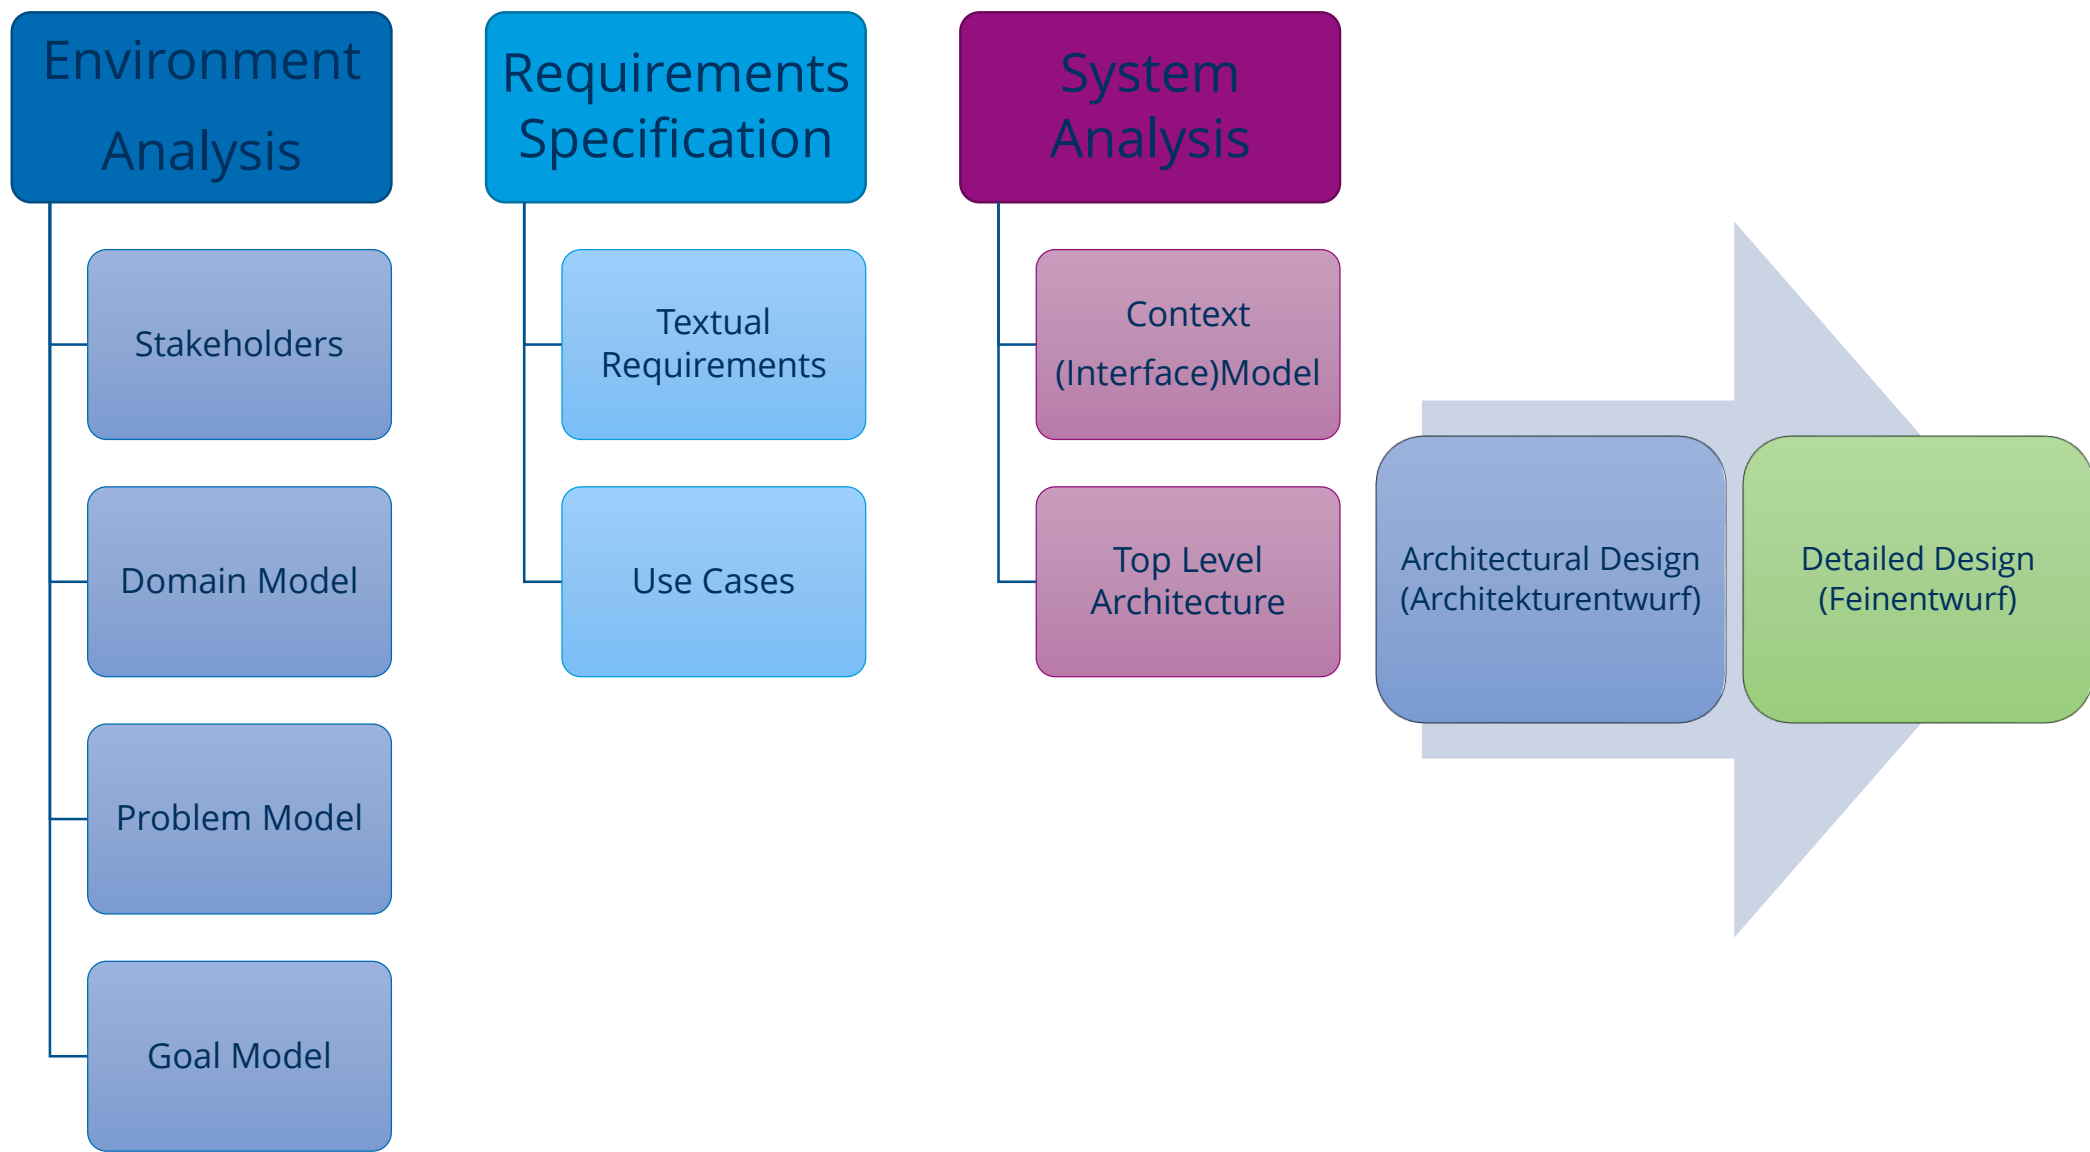 Environment
Analysis
Stakeholders
Domain Model
Problem Model
Goal Model
Requirements
Specification
Textual
Requirements
Use Cases
System
Analysis
Context
(Interface)Model
Top Level
Architecture
Architectural Design
(Architekturentwurf)
Detailed Design
(Feinentwurf)